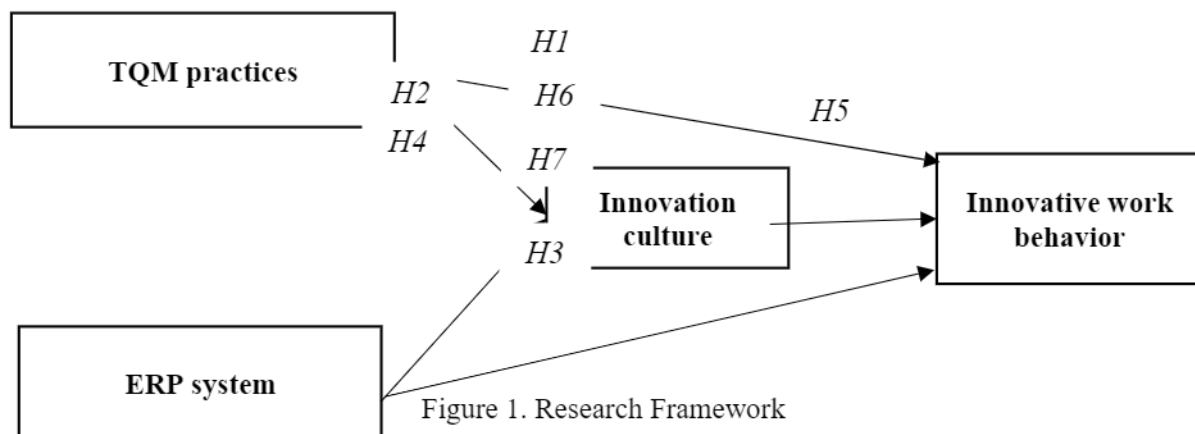 H1
TQM practices
H2
H6
H5
H4
H7
Innovation
culture
Innovative work
behavior
H3
ERP system
Figure 1. Research Framework